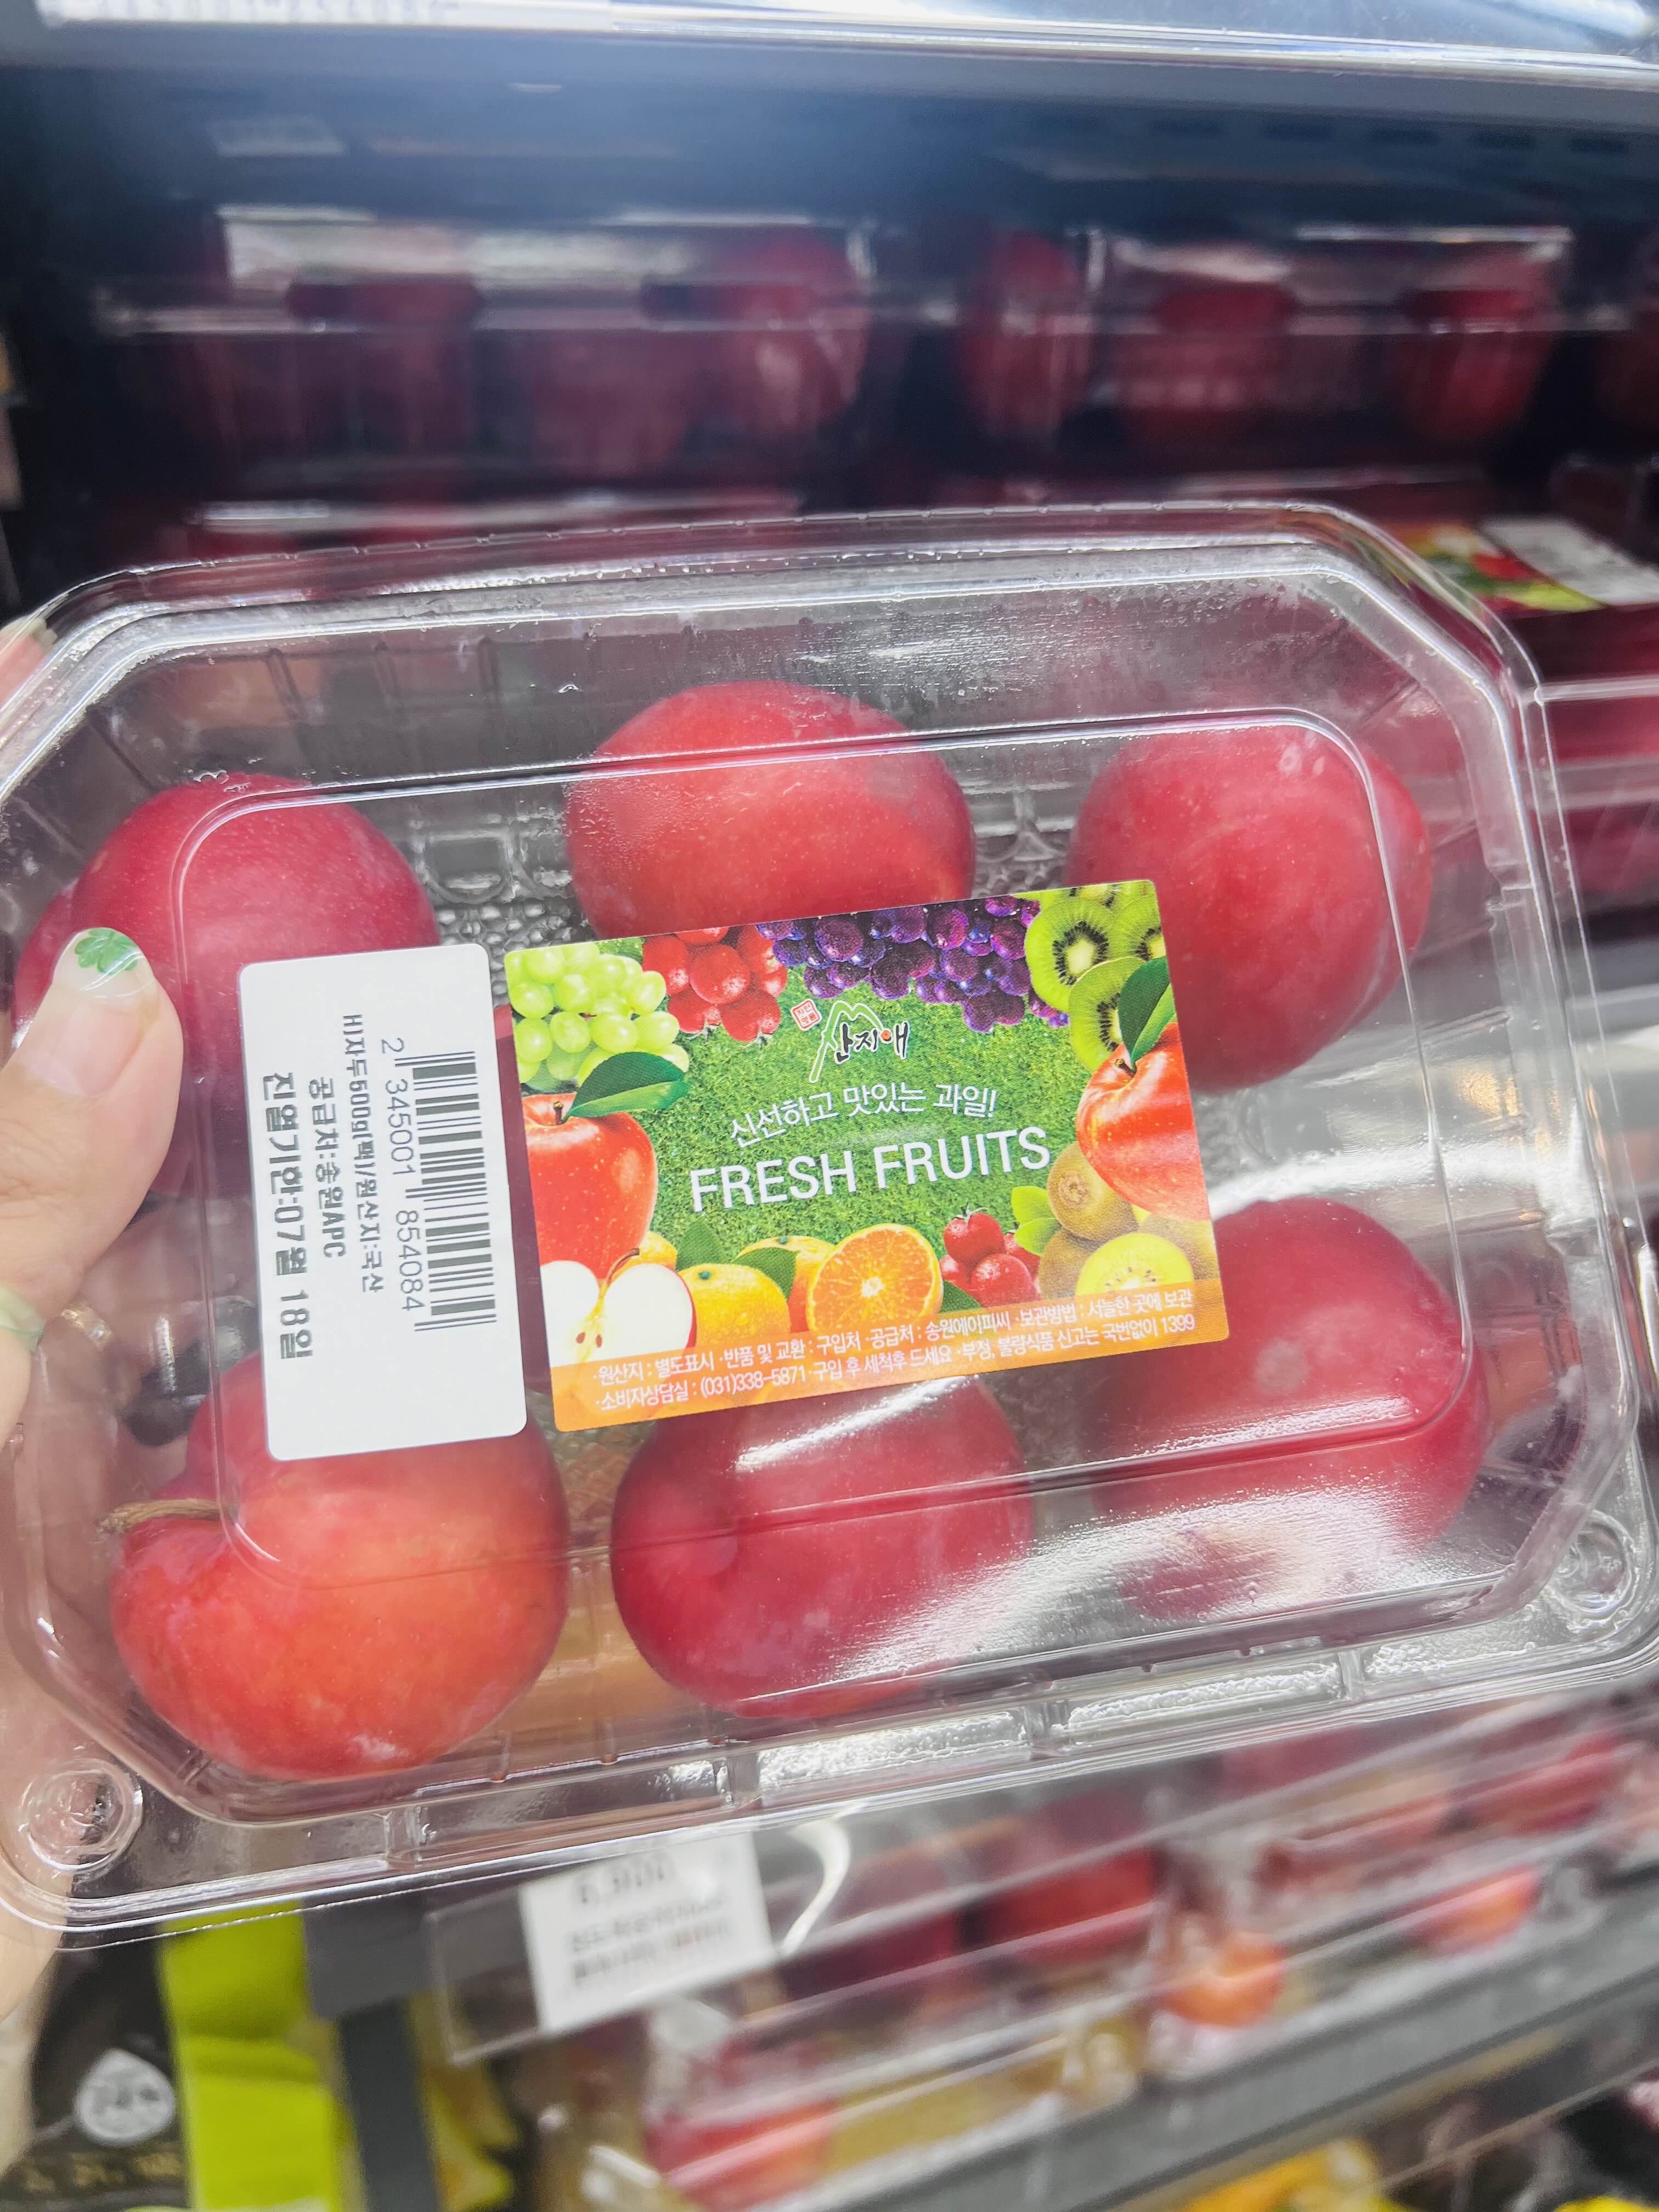 2 345001 854084
H)자두500g(팩)/원산지:국산
공급처:송원APC
진열기한:07월 18일
산지애
신선하고 맛있는 과일!
FRESH FRUITS
·원산지 : 별도표시 ·반품 및 교환 : 구입처 ·공급처 : 송원에이피씨 ·보관방법 : 서늘한 곳에 보관
·소비자상담실 : (031)338-5871·구입 후 세척후 드세요 ·부정, 불량식품 신고는 국번없이 1399